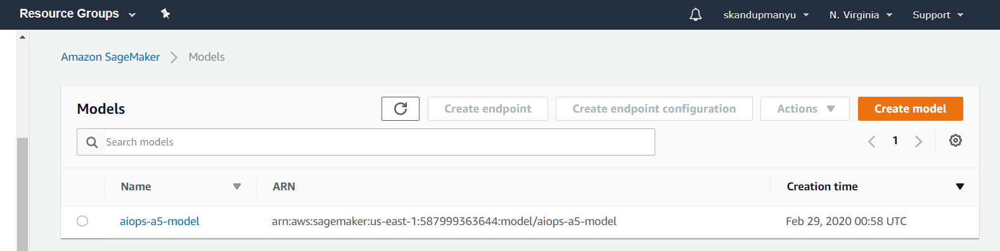 Resource Groups skandupmanyu N. Virginia Support
Amazon SageMaker Models
Models Create endpoint Create endpoint configuration Actions Create model
Search models 1
Name ARN Creation time
aiops-a5-model arn:aws:sagemaker:us-east-1:587999363644:model/aiops-a5-model Feb 29, 2020 00:58 UTC